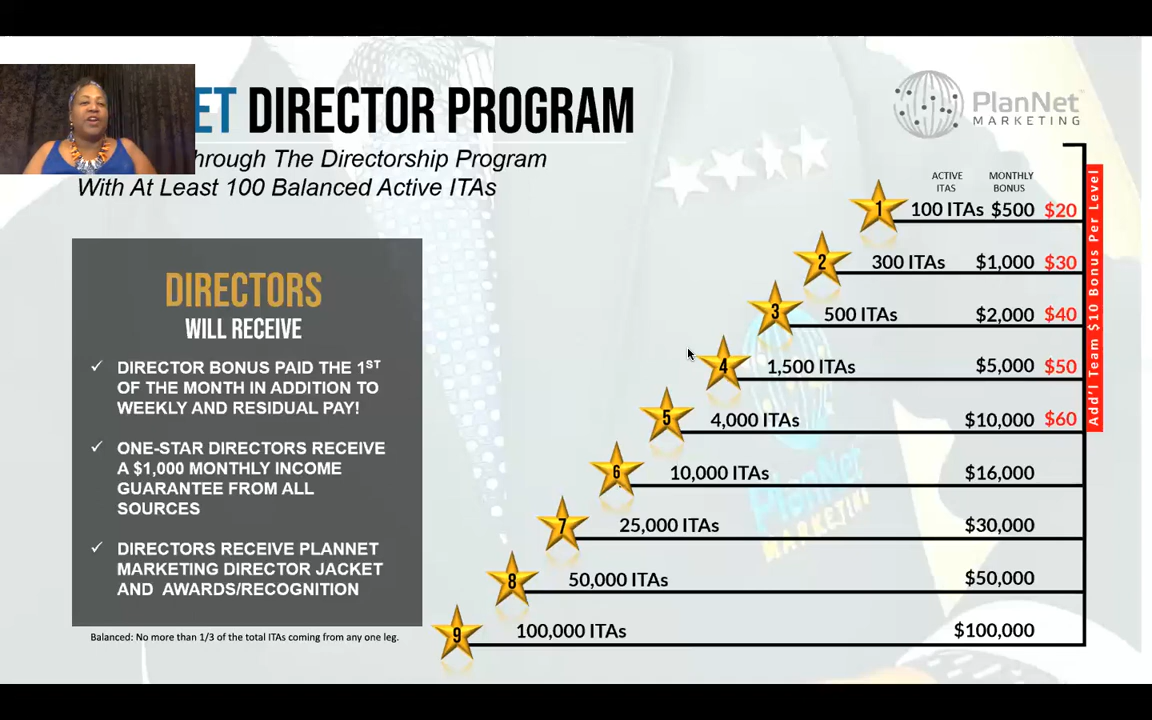 ET DIRECTOR PROGRAM
hrough The Directorship Program
With At Least 100 Balanced Active ITAs
PlanNet™
MARKETING
ACTIVE ITAS
MONTHLY BONUS
1 100 ITAs $500 $20
2 300 ITAs $1,000 $30
3 500 ITAs $2,000 $40
4 1,500 ITAs $5,000 $50
5 4,000 ITAs $10,000 $60
6 10,000 ITAs $16,000
7 25,000 ITAs $30,000
8 50,000 ITAs $50,000
9 100,000 ITAs $100,000
Add'l Team $10 Bonus Per Level
DIRECTORS
WILL RECEIVE
✓ DIRECTOR BONUS PAID THE 1ST
OF THE MONTH IN ADDITION TO
WEEKLY AND RESIDUAL PAY!
✓ ONE-STAR DIRECTORS RECEIVE
A $1,000 MONTHLY INCOME
GUARANTEE FROM ALL
SOURCES
✓ DIRECTORS RECEIVE PLANNET
MARKETING DIRECTOR JACKET
AND AWARDS/RECOGNITION
Balanced: No more than 1/3 of the total ITAs coming from any one leg.
PlanNet
MARKETING